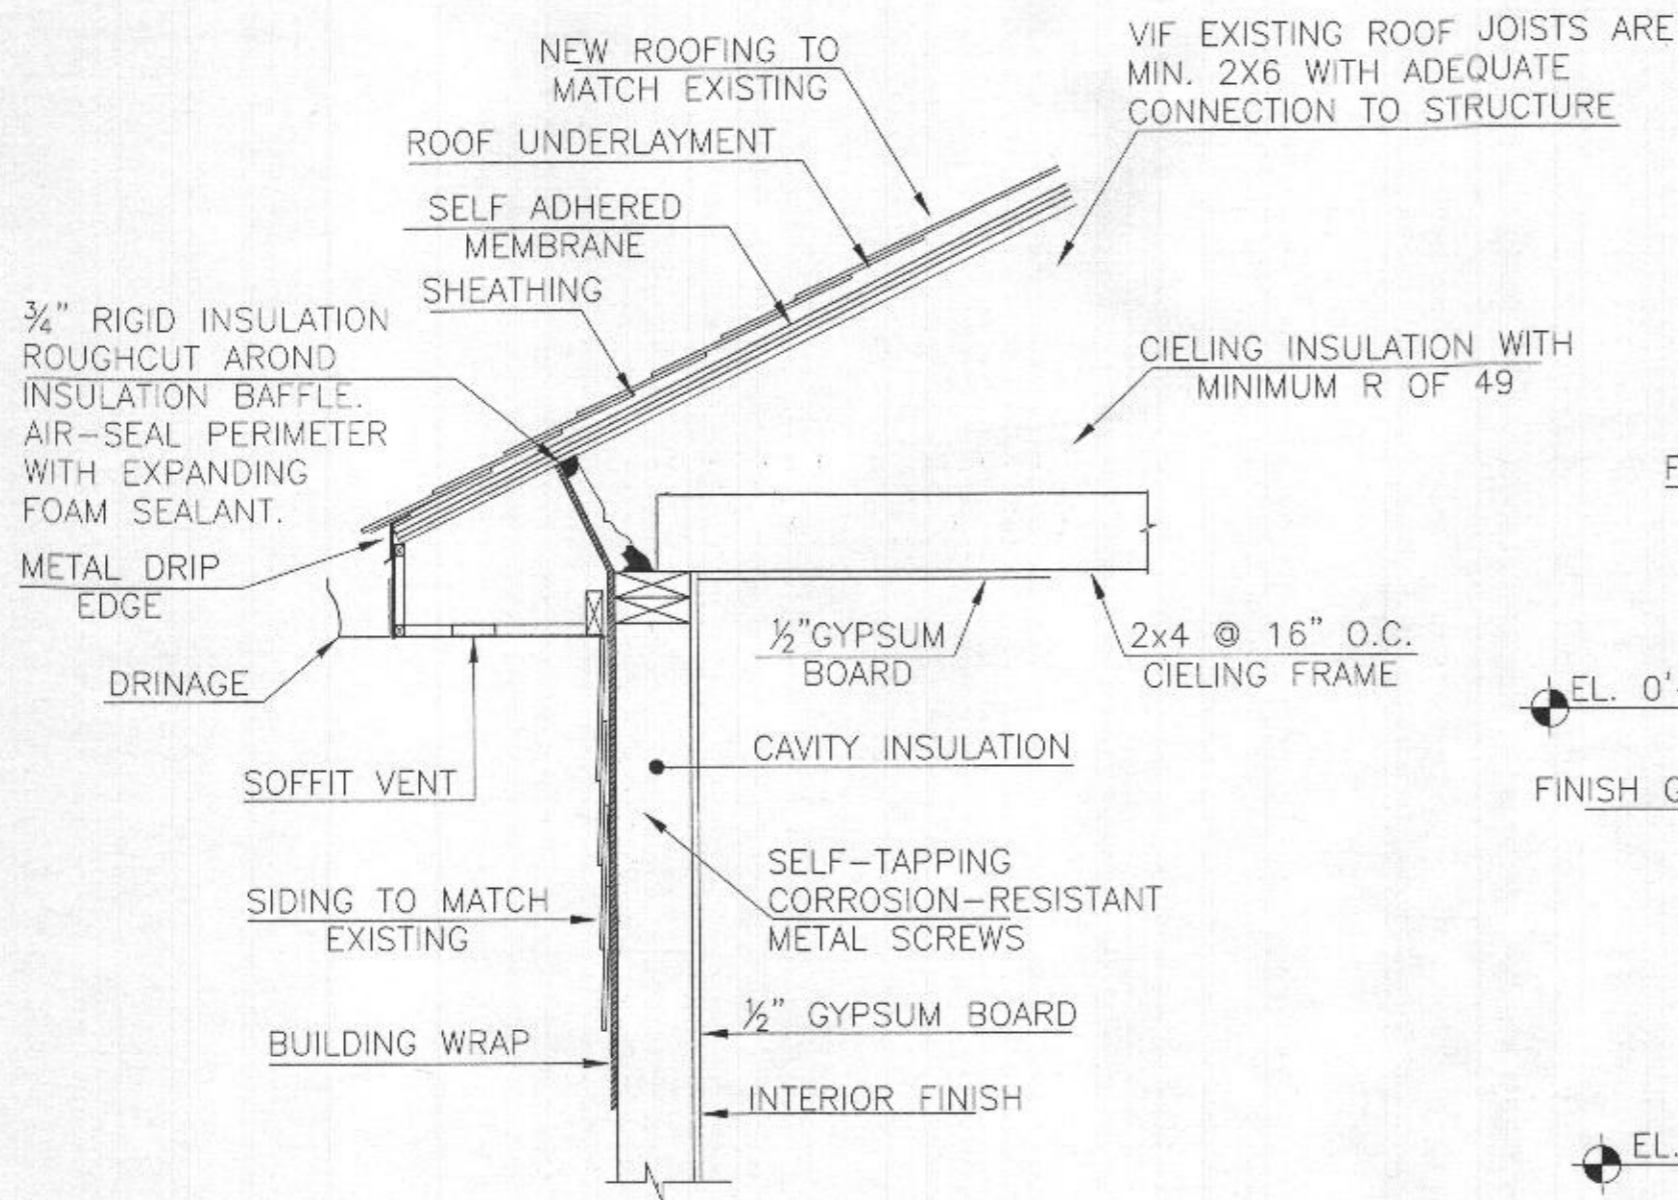 NEW ROOFING TO
MATCH EXISTING
ROOF UNDERLAYMENT
SELF ADHERED
MEMBRANE
SHEATHING
¾" RIGID INSULATION
ROUGHCUT AROND
INSULATION BAFFLE.
AIR-SEAL PERIMETER
WITH EXPANDING
FOAM SEALANT.
METAL DRIP
EDGE
DRINAGE
SOFFIT VENT
SIDING TO MATCH
EXISTING
BUILDING WRAP
VIF EXISTING ROOF JOISTS ARE
MIN. 2X6 WITH ADEQUATE
CONNECTION TO STRUCTURE
CIELING INSULATION WITH
MINIMUM R OF 49
½"GYPSUM
BOARD
2x4 @ 16" O.C.
CIELING FRAME
CAVITY INSULATION
SELF-TAPPING
CORROSION-RESISTANT
METAL SCREWS
½" GYPSUM BOARD
INTERIOR FINISH
F
EL. 0'
FINISH G
EL.